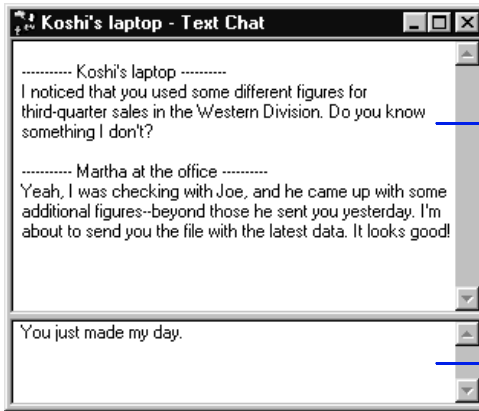 Koshi's laptop - Text Chat
---------- Koshi's laptop ----------
I noticed that you used some different figures for
third-quarter sales in the Western Division. Do you know
something I don't?
---------- Martha at the office ----------
Yeah, I was checking with Joe, and he came up with some
additional figures--beyond those he sent you yesterday. I'm
about to send you the file with the latest data. It looks good!
You just made my day.